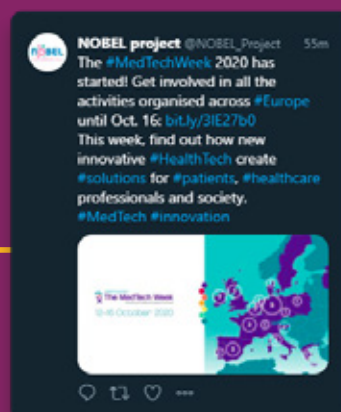 NOBEL project @NOBEL_Project 55m
The #MedTechWeek 2020 has
started! Get involved in all the
activities organised across #Europe
until Oct. 16: bit.ly/3lE27b0
This week, find out how new
innovative #HealthTech create
#solutions for #patients, #healthcare
professionals and society.
#MedTech #innovation
The MedTech Week
12-16 October 2020